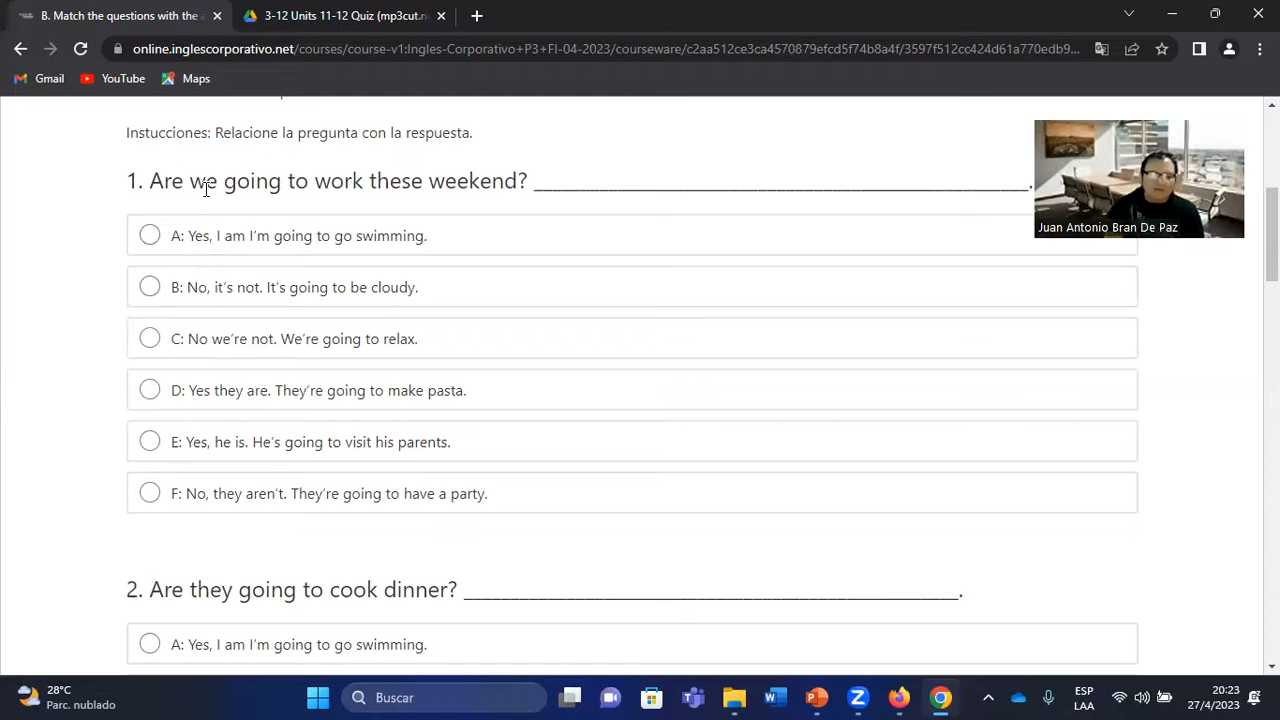 B. Match the questions with the
3-12 Units 11-12 Quiz (mp3cut.n
online.inglescorporativo.net/courses/course-v1:Ingles-Corporativo+P3+FI-04-2023/courseware/c2aa512ce3ca4570879efcd5f74b8a4f/3597f512cc424d61a770edb9...
Gmail YouTube Maps
Instucciones: Relacione la pregunta con la respuesta.
1. Are we going to work these weekend? ______________________________________________.
Juan Antonio Bran De Paz
A: Yes, I am I'm going to go swimming.
B: No, it's not. It's going to be cloudy.
C: No we're not. We're going to relax.
D: Yes they are. They're going to make pasta.
E: Yes, he is. He's going to visit his parents.
F: No, they aren't. They're going to have a party.
2. Are they going to cook dinner? ______________________________________________.
A: Yes, I am I'm going to go swimming.
28°C
Parc. nublado
Buscar
ESP
LAA
20:23
27/4/2023